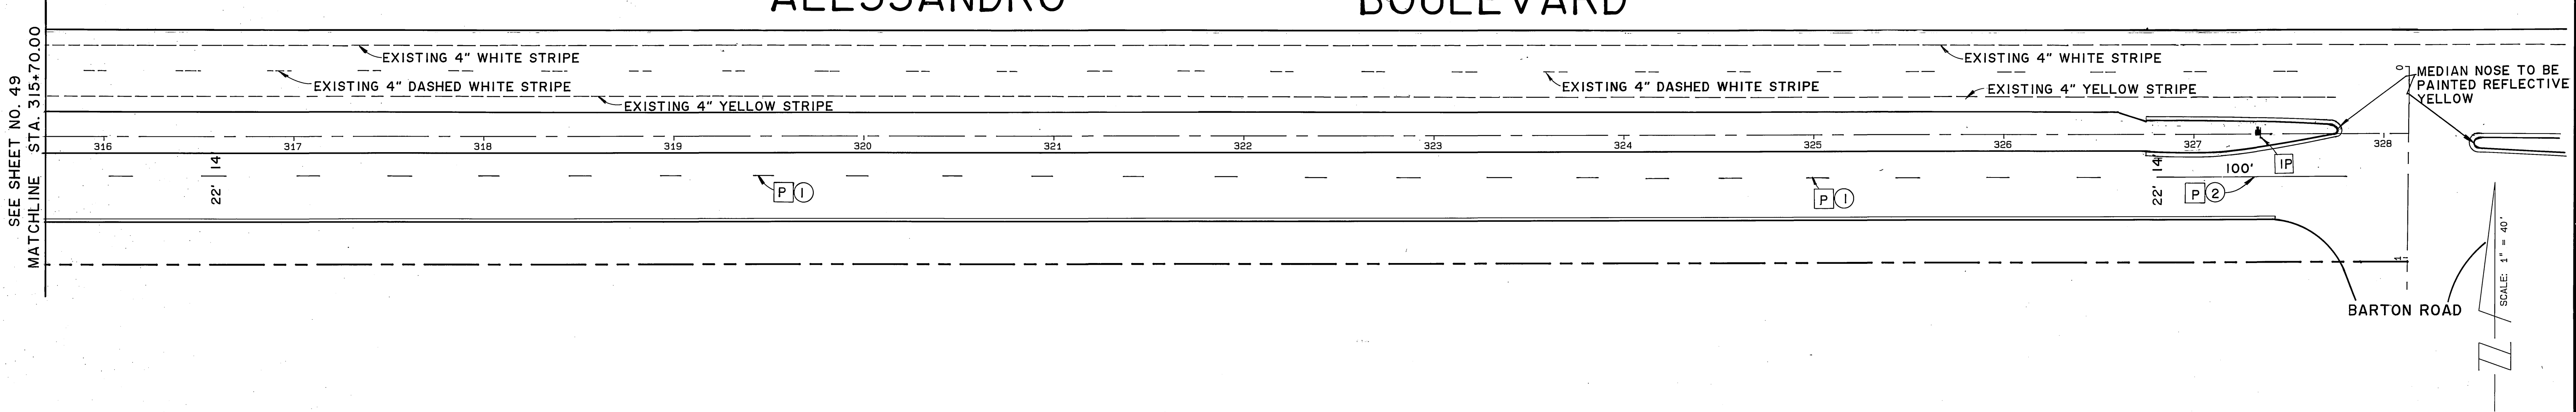 ALESSANDRO BOULEVARD
SEE SHEET NO. 49
MATCHLINE STA. 315+70.00
EXISTING 4" WHITE STRIPE
EXISTING 4" WHITE STRIPE
EXISTING 4" DASHED WHITE STRIPE
EXISTING 4" DASHED WHITE STRIPE
EXISTING 4" YELLOW STRIPE
EXISTING 4" YELLOW STRIPE
MEDIAN NOSE TO BE
PAINTED REFLECTIVE
YELLOW
0
316 317 318 319 320 321 322 323 324 325 326 327 328
22' 14'
22' 14'
100'
1P
P 1
P 1
P 2
1
SCALE: 1" = 40'
BARTON ROAD